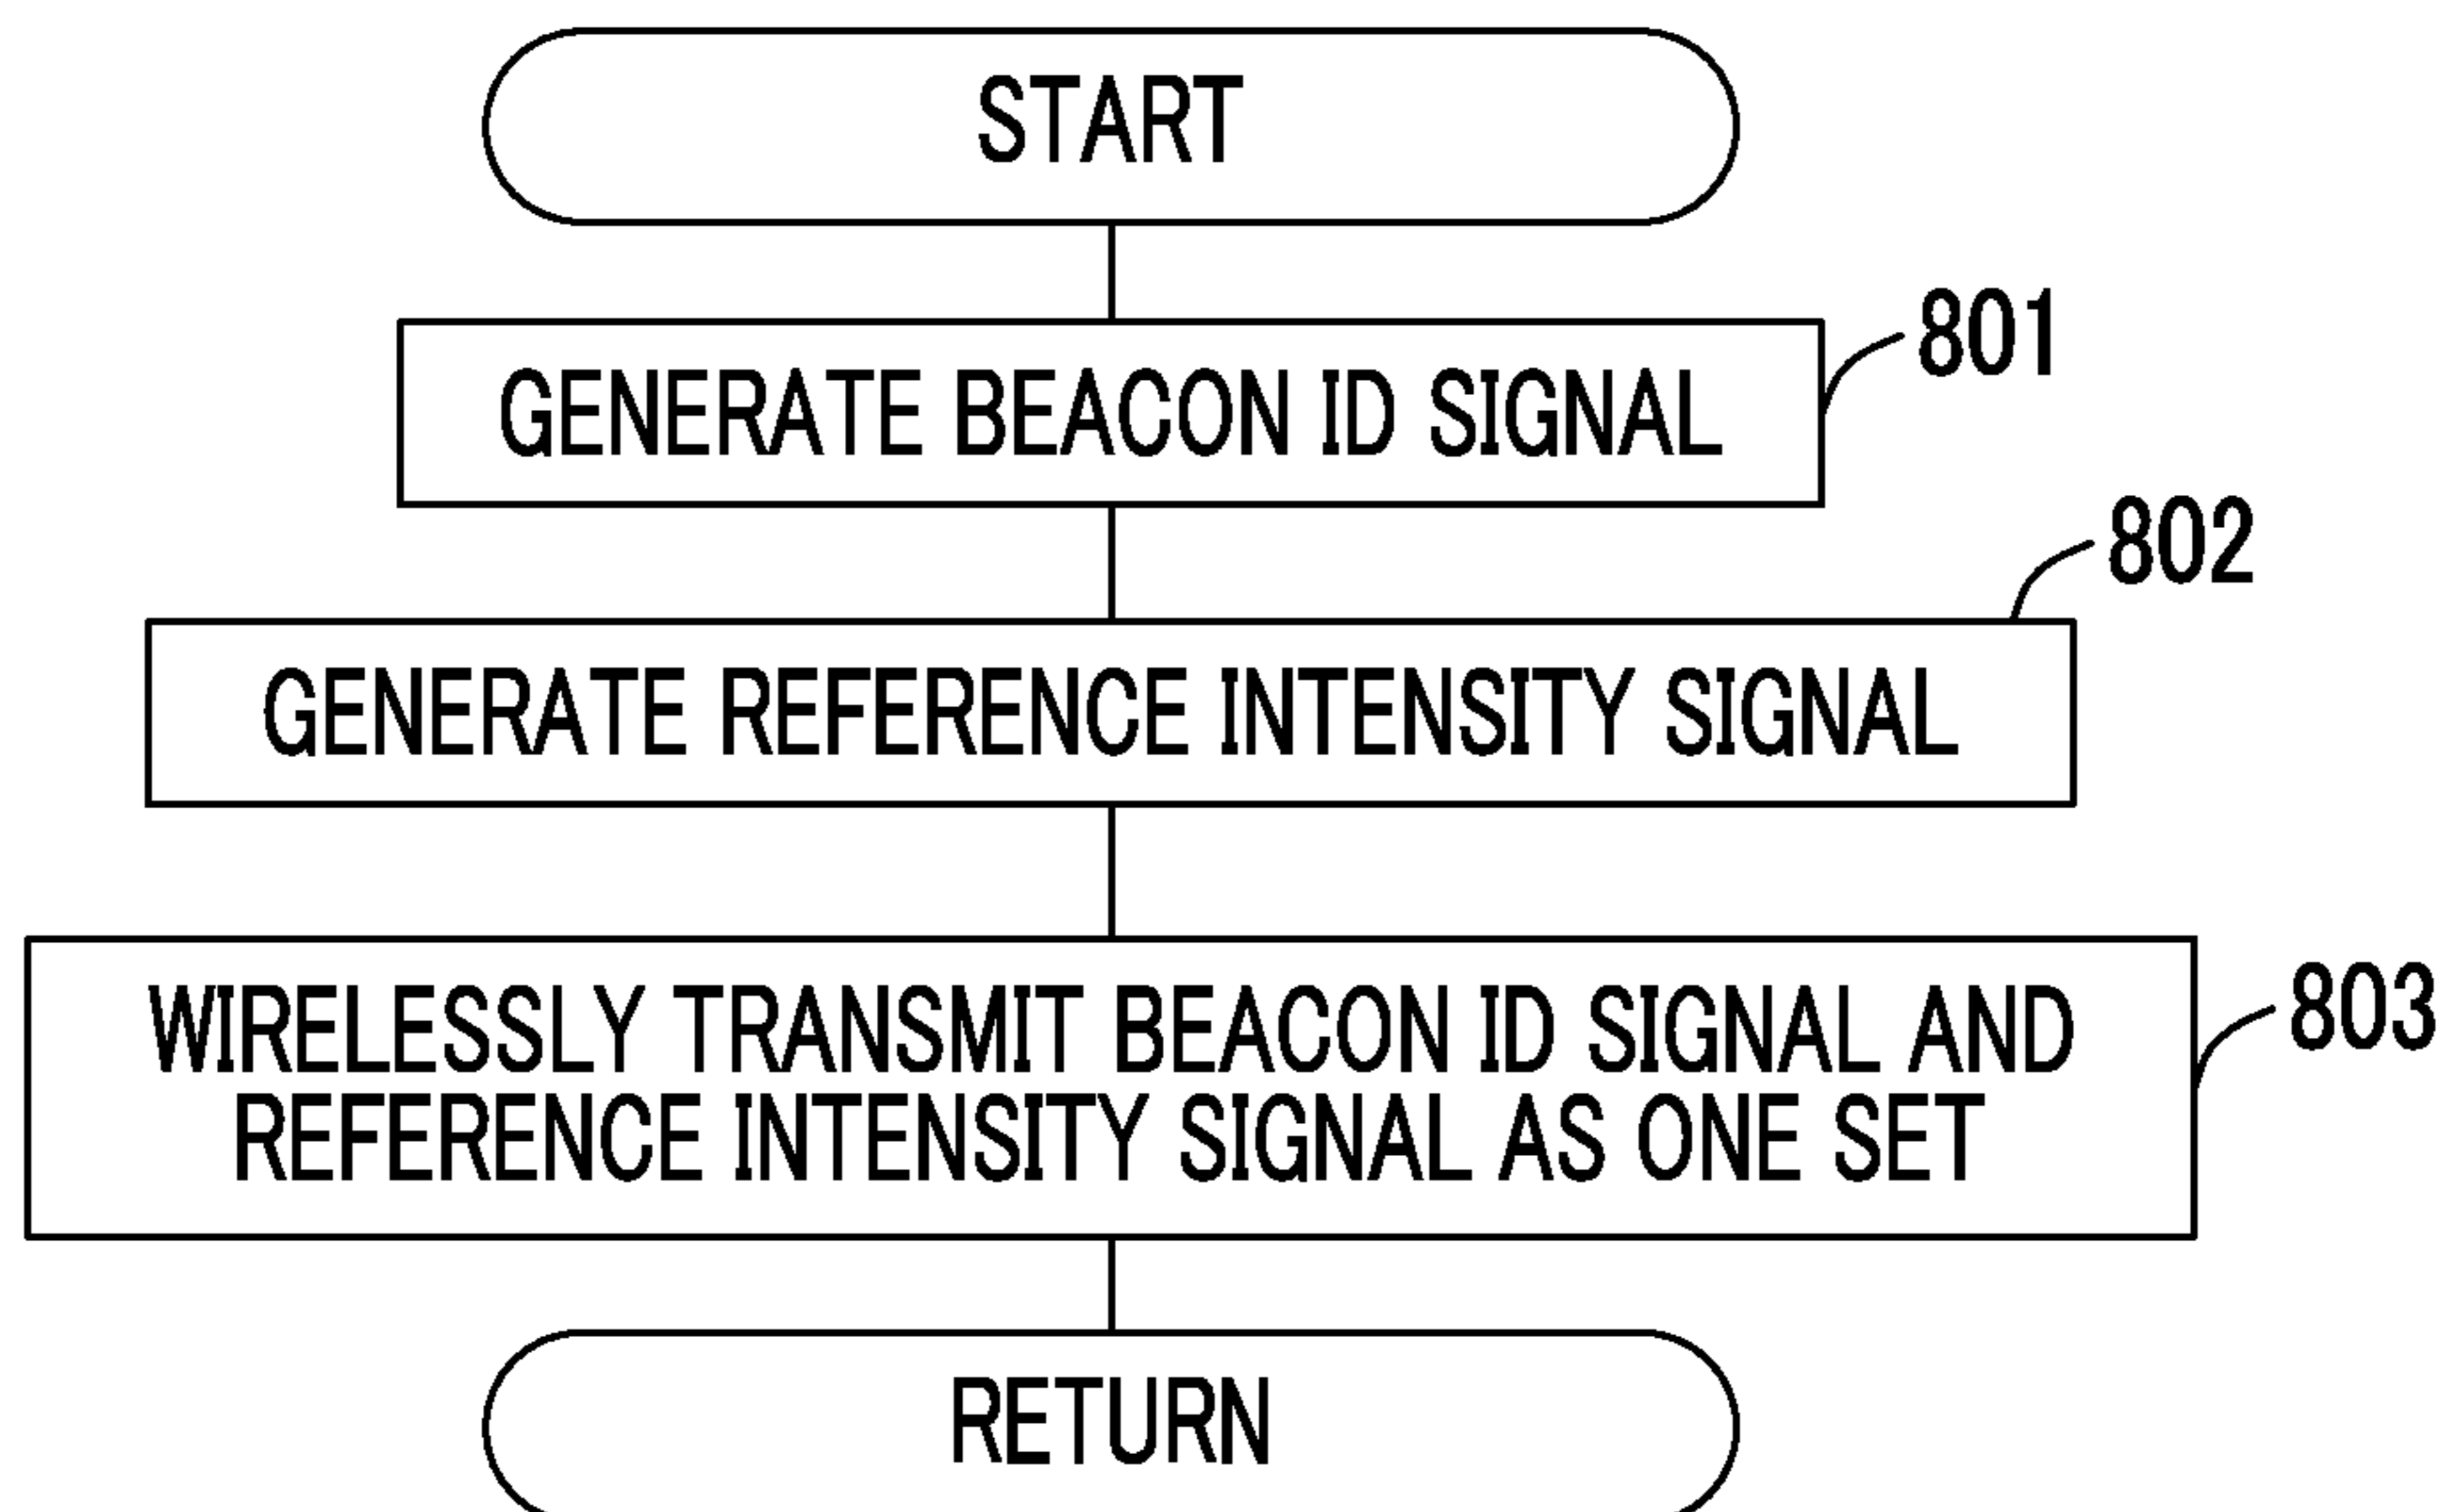 START
GENERATE BEACON ID SIGNAL
801
GENERATE REFERENCE INTENSITY SIGNAL
802
WIRELESSLY TRANSMIT BEACON ID SIGNAL AND
REFERENCE INTENSITY SIGNAL AS ONE SET
803
RETURN